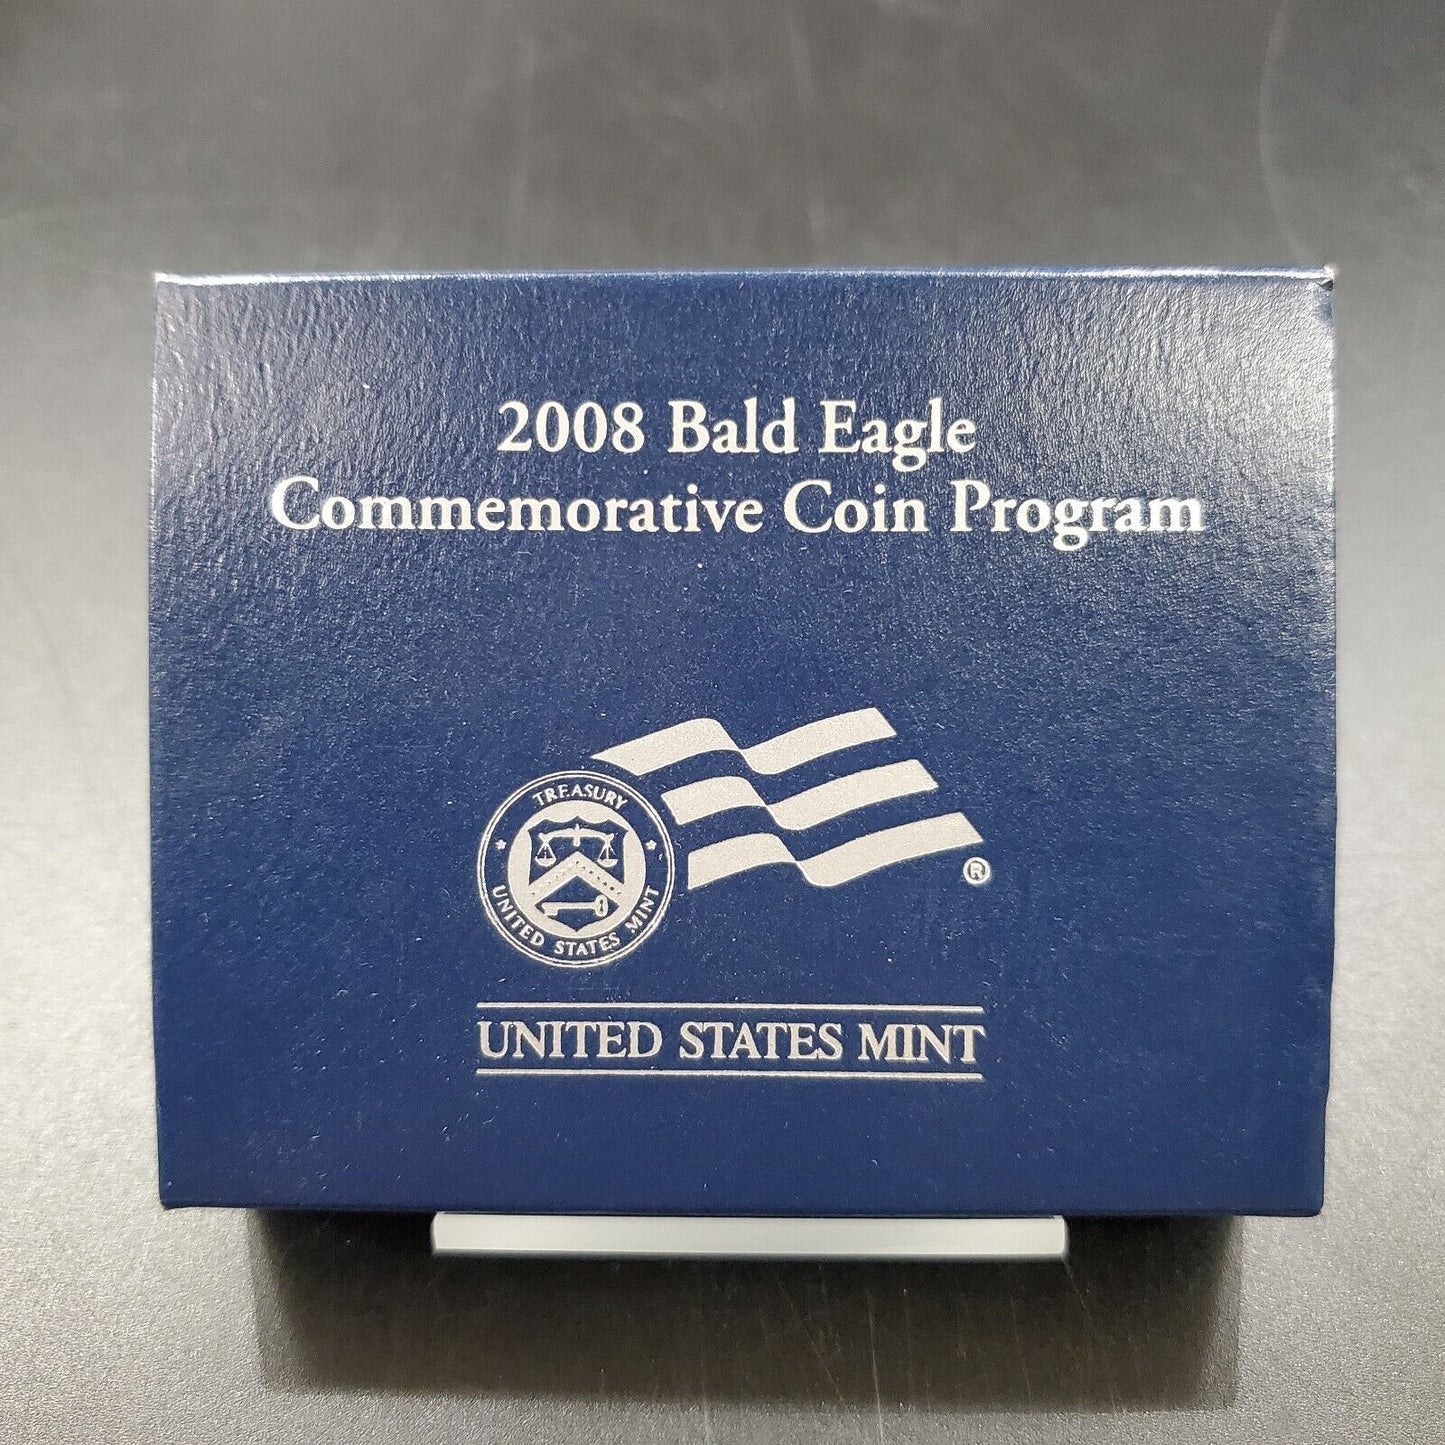 2008 Bald Eagle
Commemorative Coin Program
TREASURY
UNITED STATES MINT
®
UNITED STATES MINT